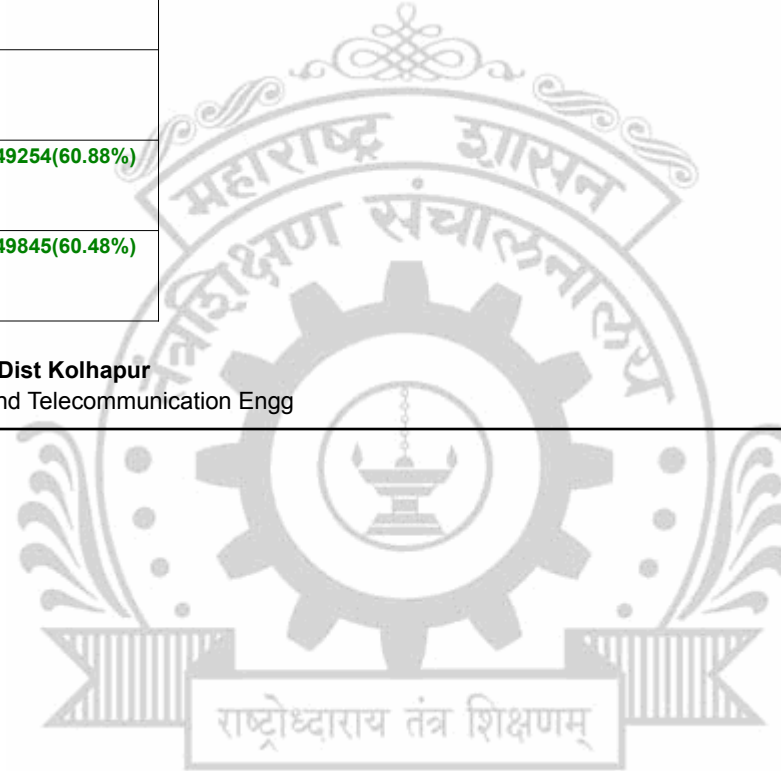 महाराष्ट्र शासन
49254(60.88%)
तंत्रशिक्षण संचालनालय
49845(60.48%)
Dist Kolhapur
nd Telecommunication Engg
राष्ट्रोध्दाराय तंत्र शिक्षणम्